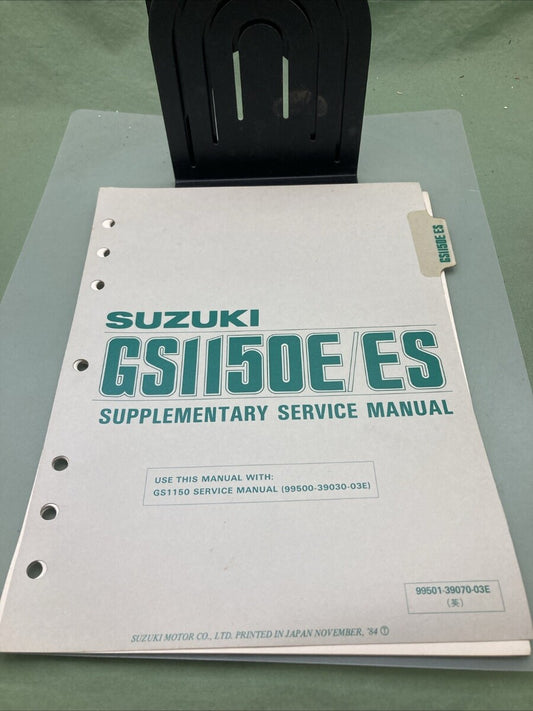 GS1150E ES
SUZUKI
GS1150E/ES
SUPPLEMENTARY SERVICE MANUAL
USE THIS MANUAL WITH:
GS1150 SERVICE MANUAL (99500-39030-03E)
99501-39070-03E
(英)
SUZUKI MOTOR CO., LTD. PRINTED IN JAPAN NOVEMBER, '84 ①